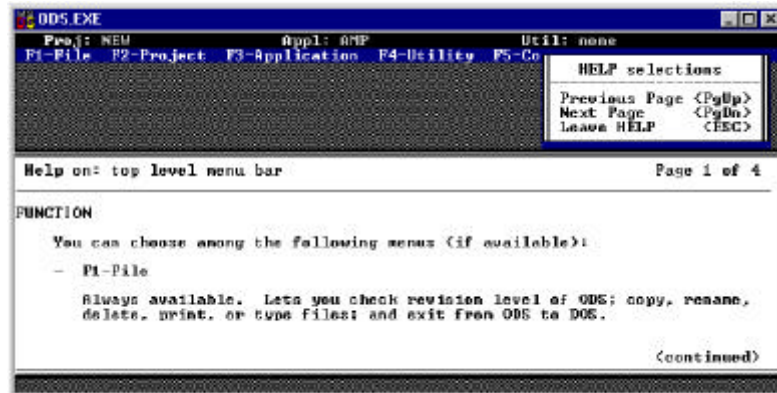 ODS.EXE
Proj: NEW Appl: AMP Util: none
F1-File F2-Project F3-Application F4-Utility F5-Co
HELP selections
Previous Page <PgUp>
Next Page <PgDn>
Leave HELP <ESC>
Help on: top level menu bar Page 1 of 4
FUNCTION
You can choose among the following menus (if available):
- F1-File
Always available. Lets you check revision level of ODS; copy, rename,
delete, print, or type files; and exit from ODS to DOS.
(continued)